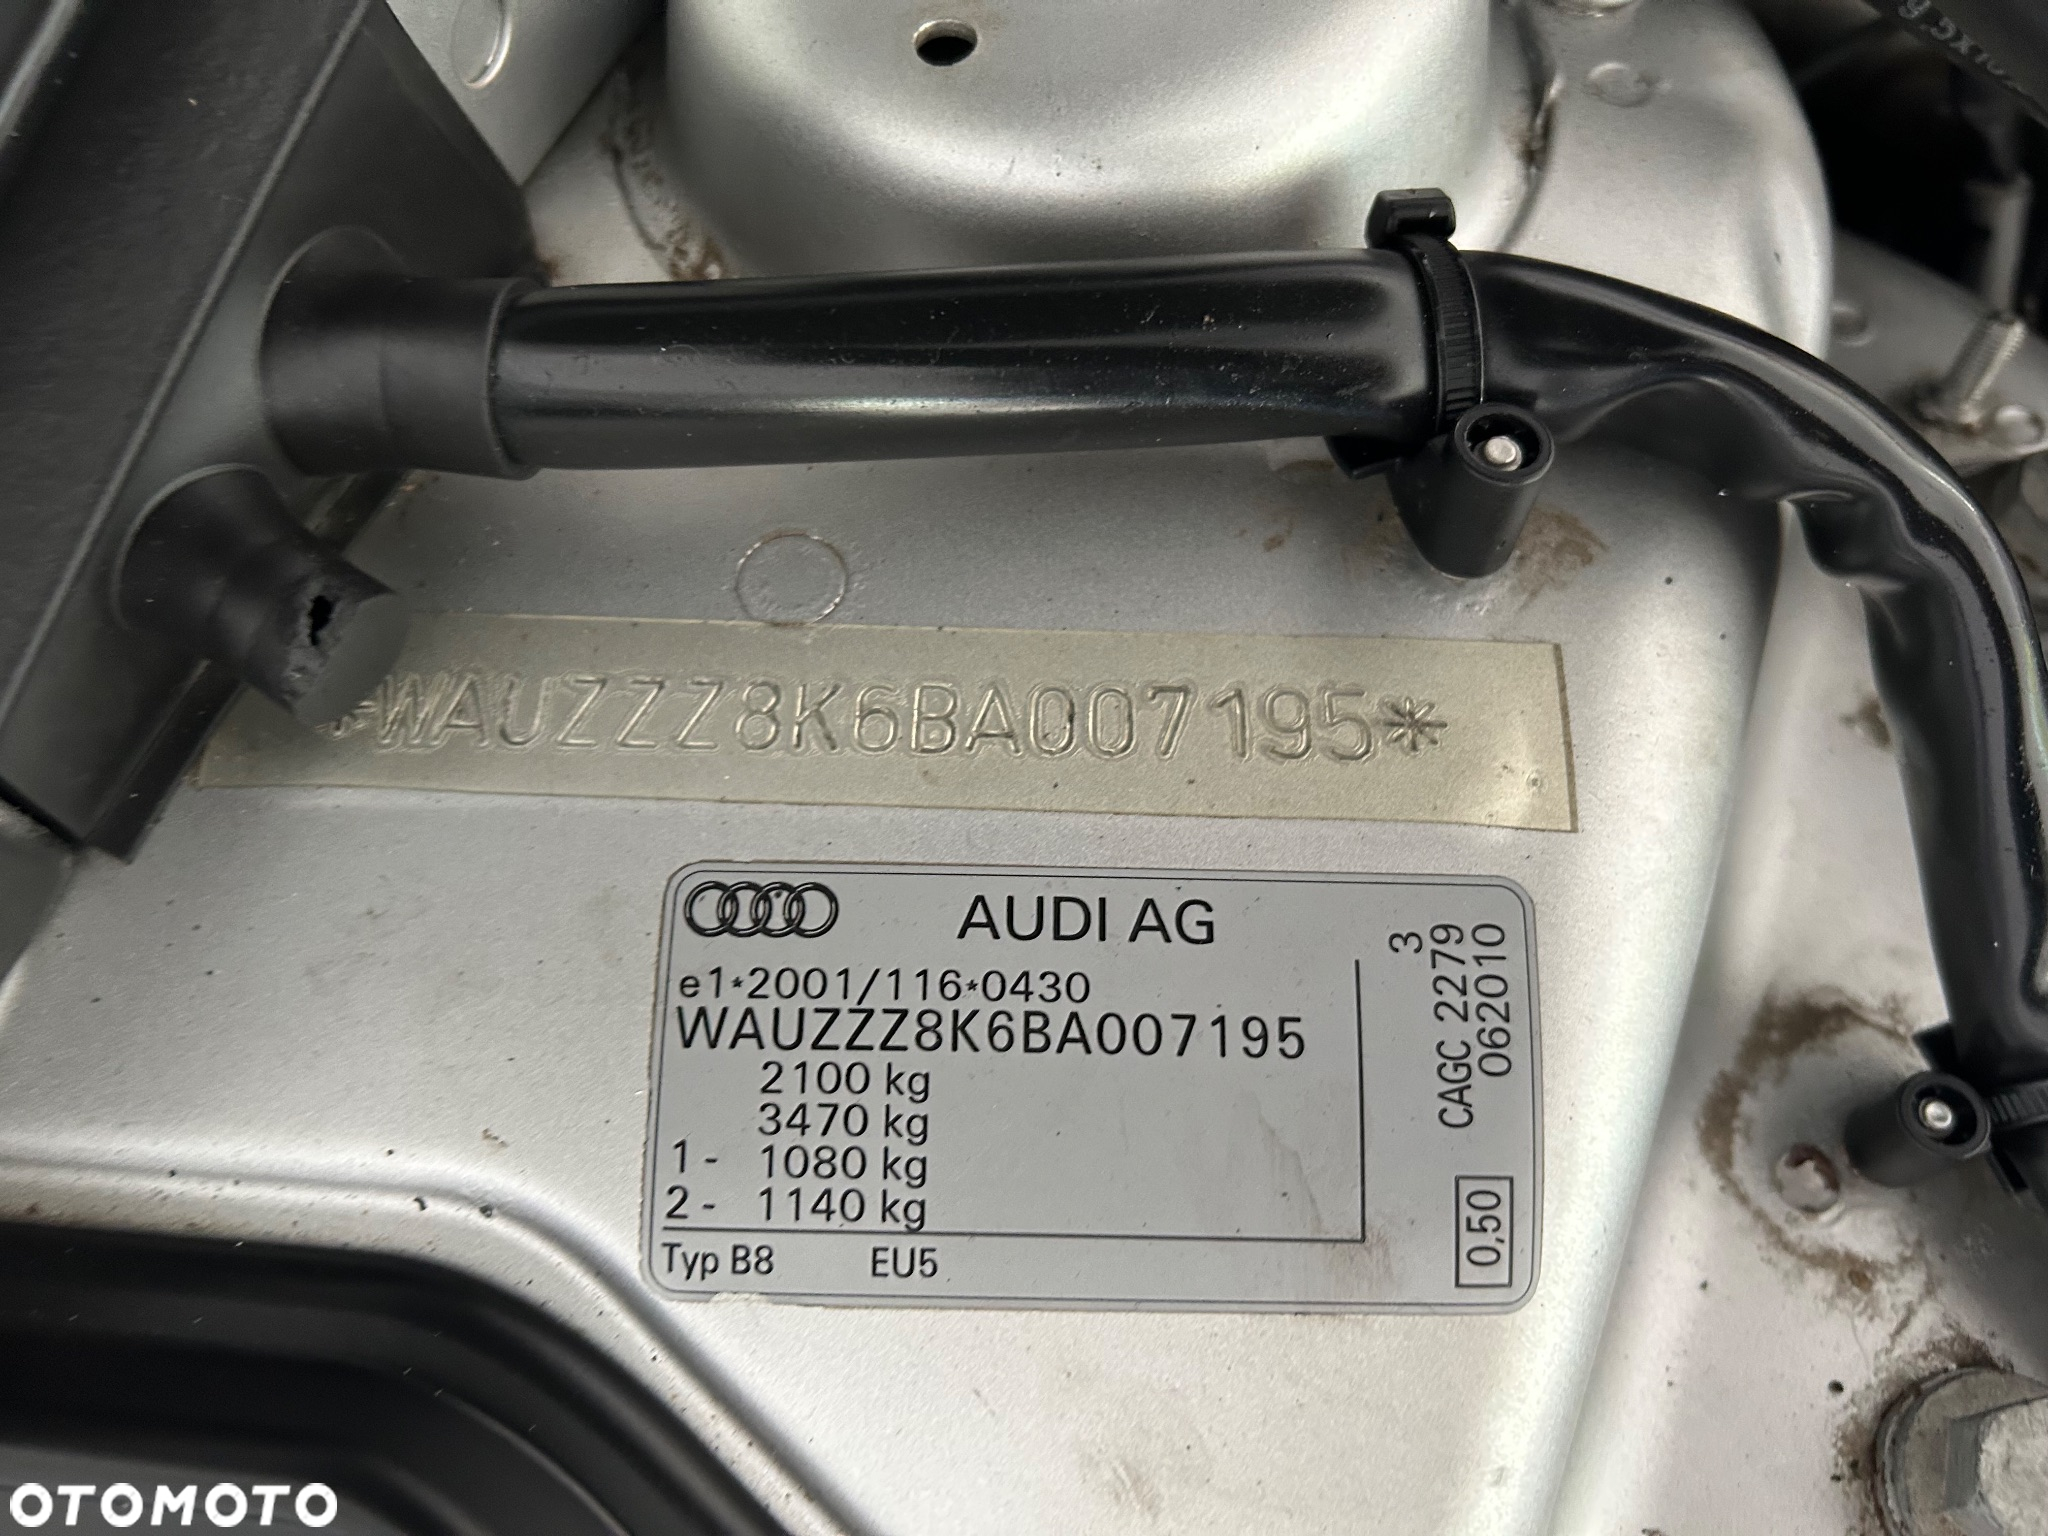 *WAUZZZ8K6BA007195*
AUDI AG
e1*2001/116*0430
WAUZZZ8K6BA007195
2100 kg
3470 kg
1- 1080 kg
2- 1140 kg
Typ B8 EU5
3
CAGC 2279
062010
0,50
OTOMOTO